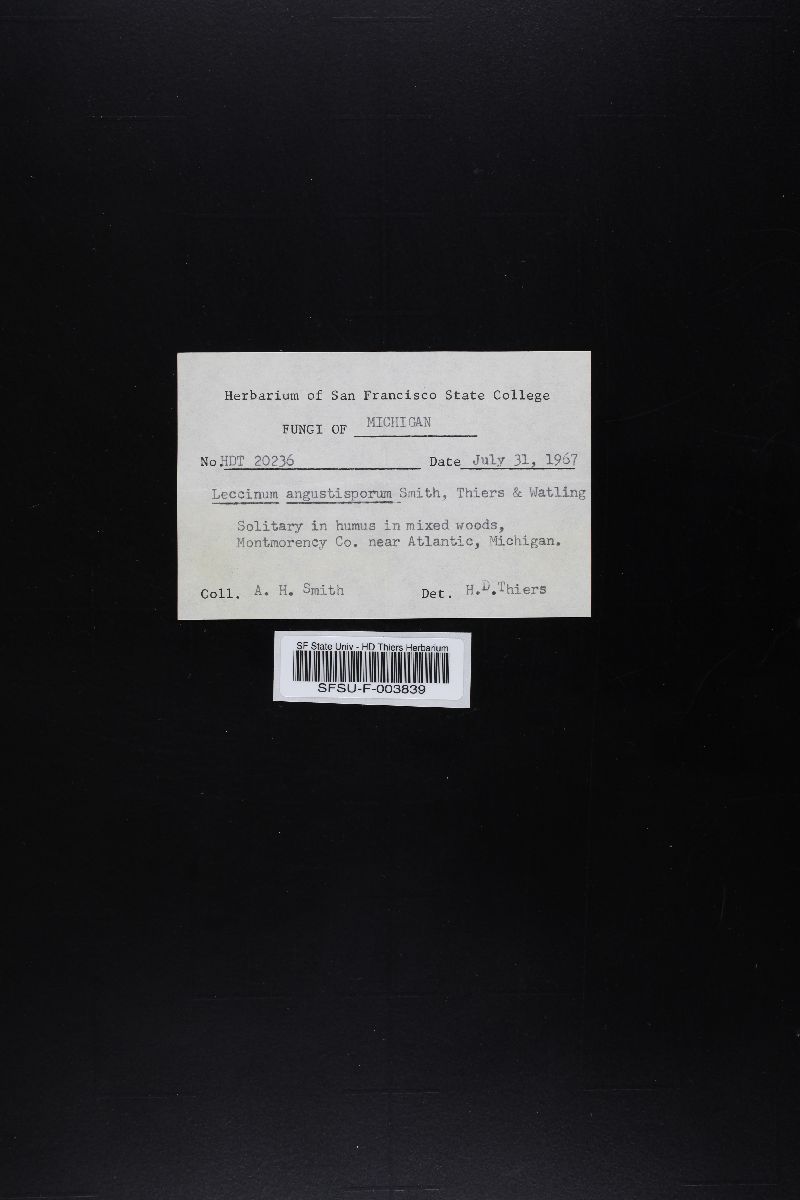 Herbarium of San Francisco State College
FUNGI OF MICHIGAN
No. HDT 20236 Date July 31, 1967
Leccinum angustisporum Smith, Thiers & Watling
Solitary in humus in mixed woods,
Montmorency Co. near Atlantic, Michigan.
Coll. A. H. Smith Det. H.D.Thiers
SF State Univ - HD Thiers Herbarium
SFSU-F-003839